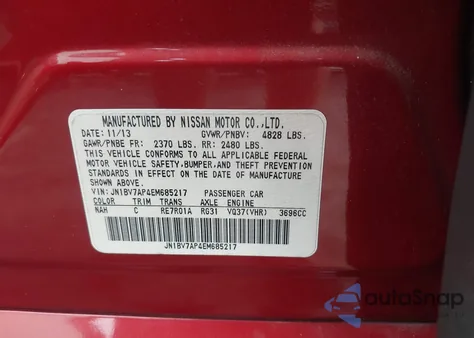 MANUFACTURED BY NISSAN MOTOR CO.,LTD.
DATE: 11/13 GVWR/PNBV: 4828 LBS.
GAWR/PNBE FR: 2370 LBS. RR: 2480 LBS.
THIS VEHICLE CONFORMS TO ALL APPLICABLE FEDERAL
MOTOR VEHICLE SAFETY,BUMPER,AND THEFT PREVENTION
STANDARDS IN EFFECT ON THE DATE OF MANUFACTURE
SHOWN ABOVE.
VIN: JN1BV7AP4EM685217 PASSENGER CAR
COLOR TRIM TRANS AXLE ENGINE
NAH C RE7R01A RG31 VQ37(VHR) 3696CC
JN1BV7AP4EM685217
autoSnap